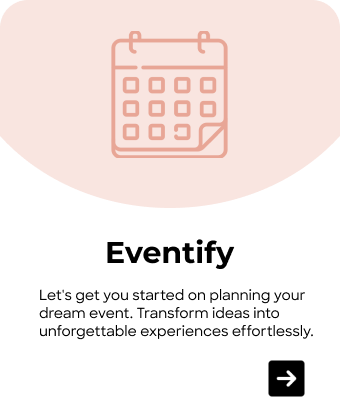 Eventify
Let's get you started on planning your
dream event. Transform ideas into
unforgettable experiences effortlessly.